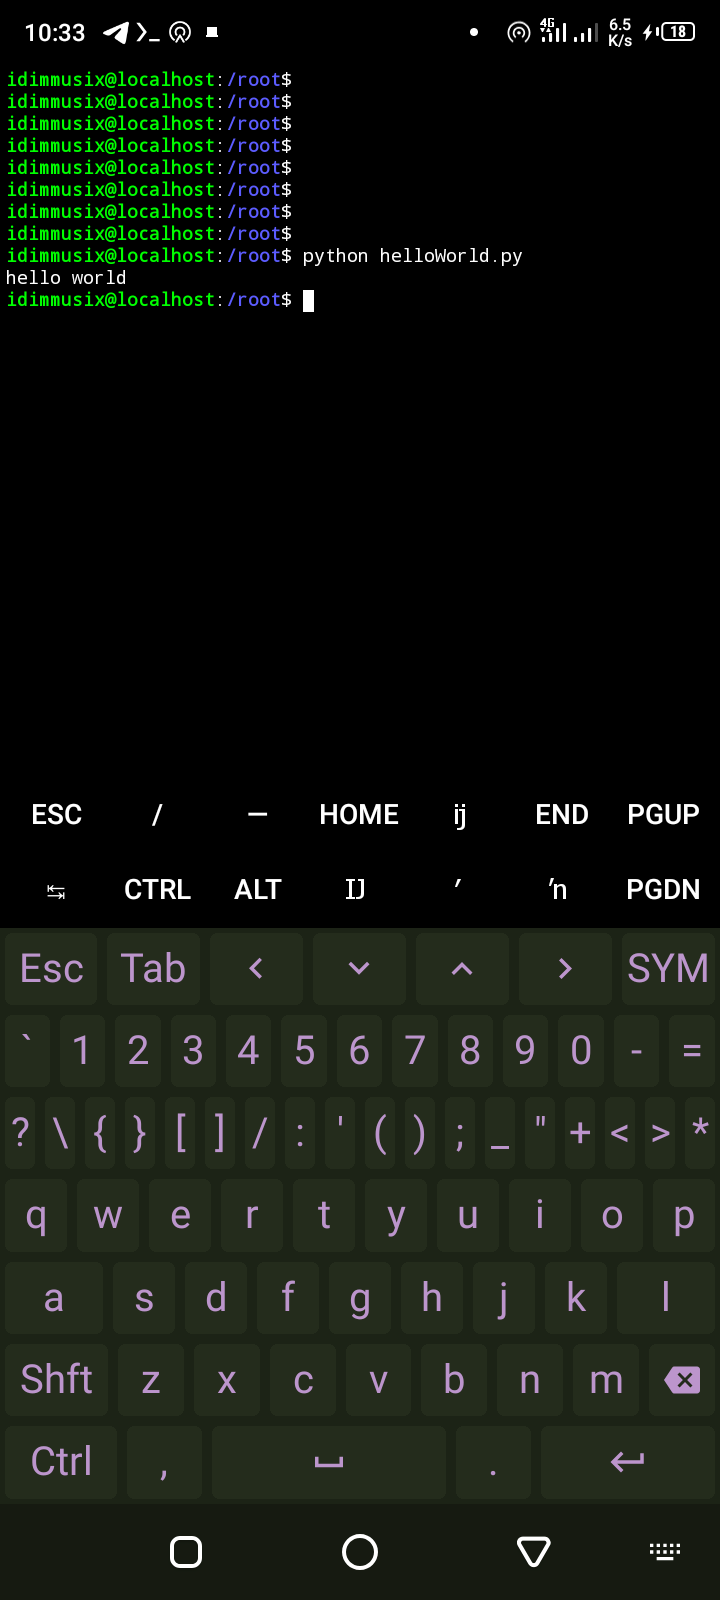 10:33 4G 6.5 K/s 18
idimmusix@localhost:/root$
idimmusix@localhost:/root$
idimmusix@localhost:/root$
idimmusix@localhost:/root$
idimmusix@localhost:/root$
idimmusix@localhost:/root$
idimmusix@localhost:/root$
idimmusix@localhost:/root$
idimmusix@localhost:/root$ python helloWorld.py
hello world
idimmusix@localhost:/root$
ESC / — HOME ĳ END PGUP
↹ CTRL ALT IJ ′ ŉ PGDN
Esc Tab < ⌄ ^ > SYM
` 1 2 3 4 5 6 7 8 9 0 - =
? \ { } [ ] / : ' ( ) ; _ " + < > *
q w e r t y u i o p
a s d f g h j k l
Shft z x c v b n m
Ctrl , .